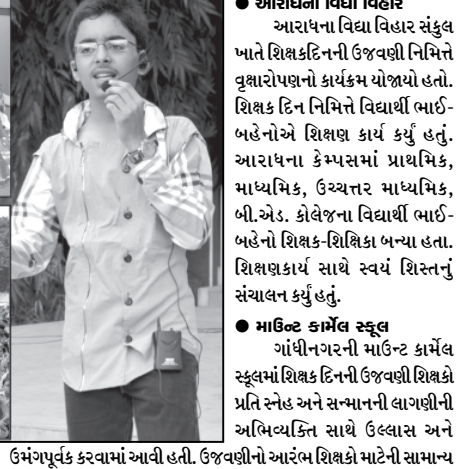 ● આરાધના વિદ્યા વિહાર
આરાધના વિદ્યા વિહાર સંકુલ
ખાતે શિક્ષકદિનની ઉજવણી નિમિત્તે
વૃક્ષારોપણનો કાર્યક્રમ યોજાયો હતો.
શિક્ષક દિન નિમિત્તે વિદ્યાર્થી ભાઈ-
બહેનોએ શિક્ષણ કાર્ય કર્યું હતું.
આરાધના કેમ્પસમાં પ્રાથમિક,
માધ્યમિક, ઉચ્ચત્તર માધ્યમિક,
બી.એડ. કોલેજના વિદ્યાર્થી ભાઈ-
બહેનો શિક્ષક-શિક્ષિકા બન્યા હતા.
શિક્ષણકાર્ય સાથે સ્વયં શિસ્તનું
સંચાલન કર્યું હતું.
● માઉન્ટ કાર્મેલ સ્કૂલ
ગાંધીનગરની માઉન્ટ કાર્મેલ
સ્કૂલમાં શિક્ષક દિનની ઉજવણી શિક્ષકો
પ્રતિ સ્નેહ અને સન્માનની લાગણીની
અભિવ્યક્તિ સાથે ઉલ્લાસ અને
ઉમંગપૂર્વક કરવામાં આવી હતી. ઉજવણીનો આરંભ શિક્ષકો માટેની સામાન્ય